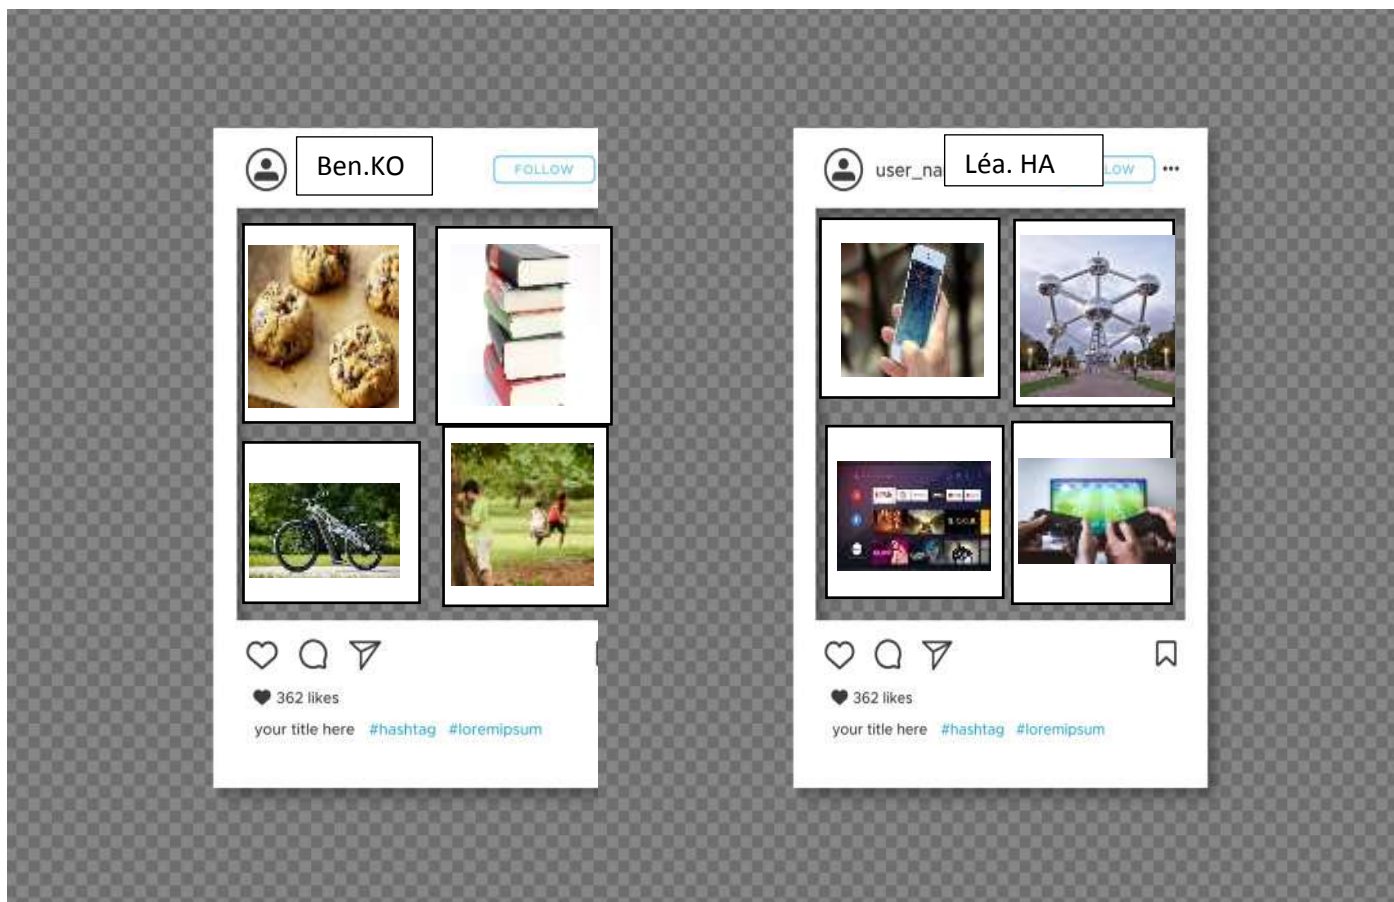 Ben.KO
FOLLOW
362 likes
your title here #hashtag #loremipsum
user_na
Léa. HA
LOW
362 likes
your title here #hashtag #loremipsum